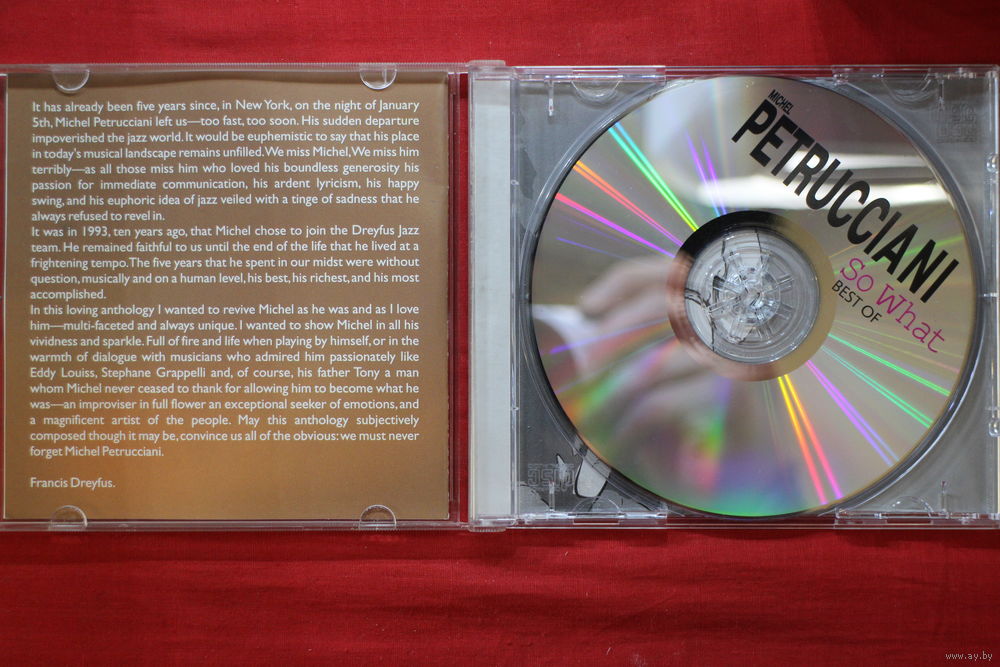 It has already been five years since, in New York, on the night of January
5th, Michel Petrucciani left us—too fast, too soon. His sudden departure
impoverished the jazz world. It would be euphemistic to say that his place
in today's musical landscape remains unfilled. We miss Michel, We miss him
terribly—as all those miss him who loved his boundless generosity his
passion for immediate communication, his ardent lyricism, his happy
swing, and his euphoric idea of jazz veiled with a tinge of sadness that he
always refused to revel in.
It was in 1993, ten years ago, that Michel chose to join the Dreyfus Jazz
team. He remained faithful to us until the end of the life that he lived at a
frightening tempo. The five years that he spent in our midst were without
question, musically and on a human level, his best, his richest, and his most
accomplished.
In this loving anthology I wanted to revive Michel as he was and as I love
him—multi-faceted and always unique. I wanted to show Michel in all his
vividness and sparkle. Full of fire and life when playing by himself, or in the
warmth of dialogue with musicians who admired him passionately like
Eddy Louiss, Stephane Grappelli and, of course, his father Tony a man
whom Michel never ceased to thank for allowing him to become what he
was—an improviser in full flower an exceptional seeker of emotions, and
a magnificent artist of the people. May this anthology subjectively
composed though it may be, convince us all of the obvious: we must never
forget Michel Petrucciani.
Francis Dreyfus.
MICHEL
PETRUCCIANI
So What
BEST OF
www.ay.by